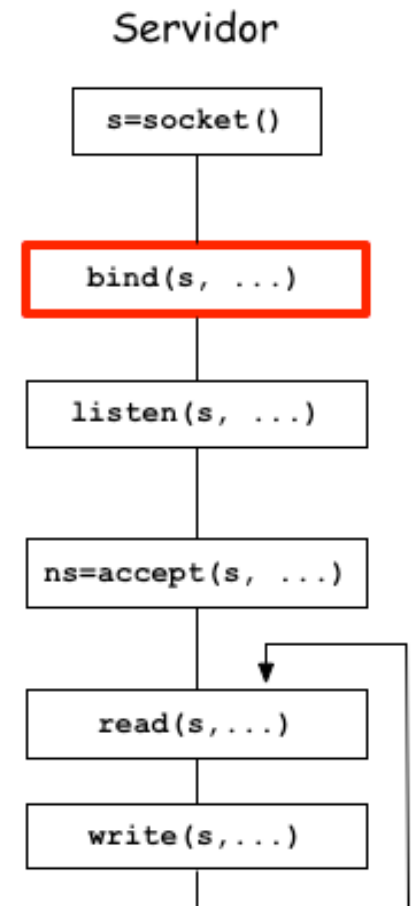 Servidor
s=socket()
bind(s, ...)
listen(s, ...)
ns=accept(s, ...)
read(s,...)
write(s,...)